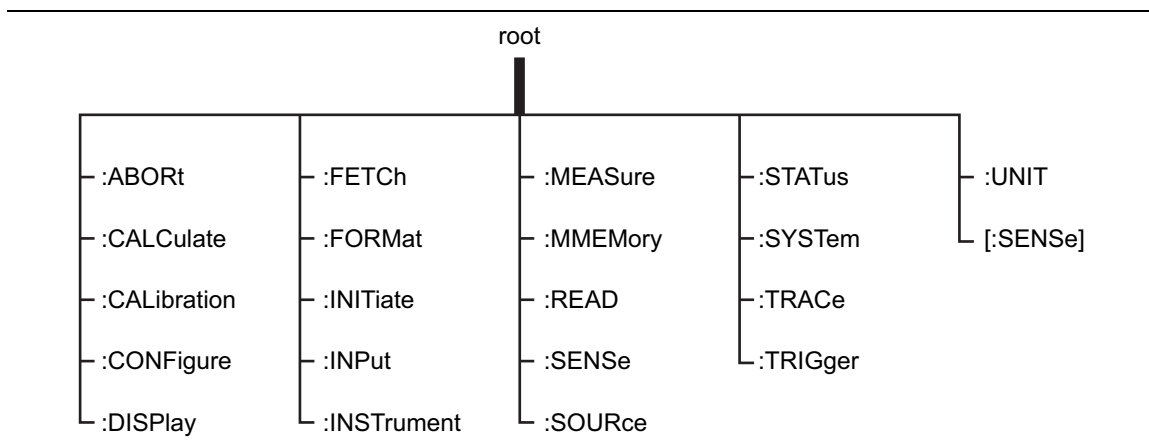 root
:ABORt
:CALCulate
:CALibration
:CONFigure
:DISPlay
:FETCh
:FORMat
:INITiate
:INPut
:INSTrument
:MEASure
:MMEMory
:READ
:SENSe
:SOURce
:STATus
:SYSTem
:TRACe
:TRIGger
:UNIT
[:SENSe]